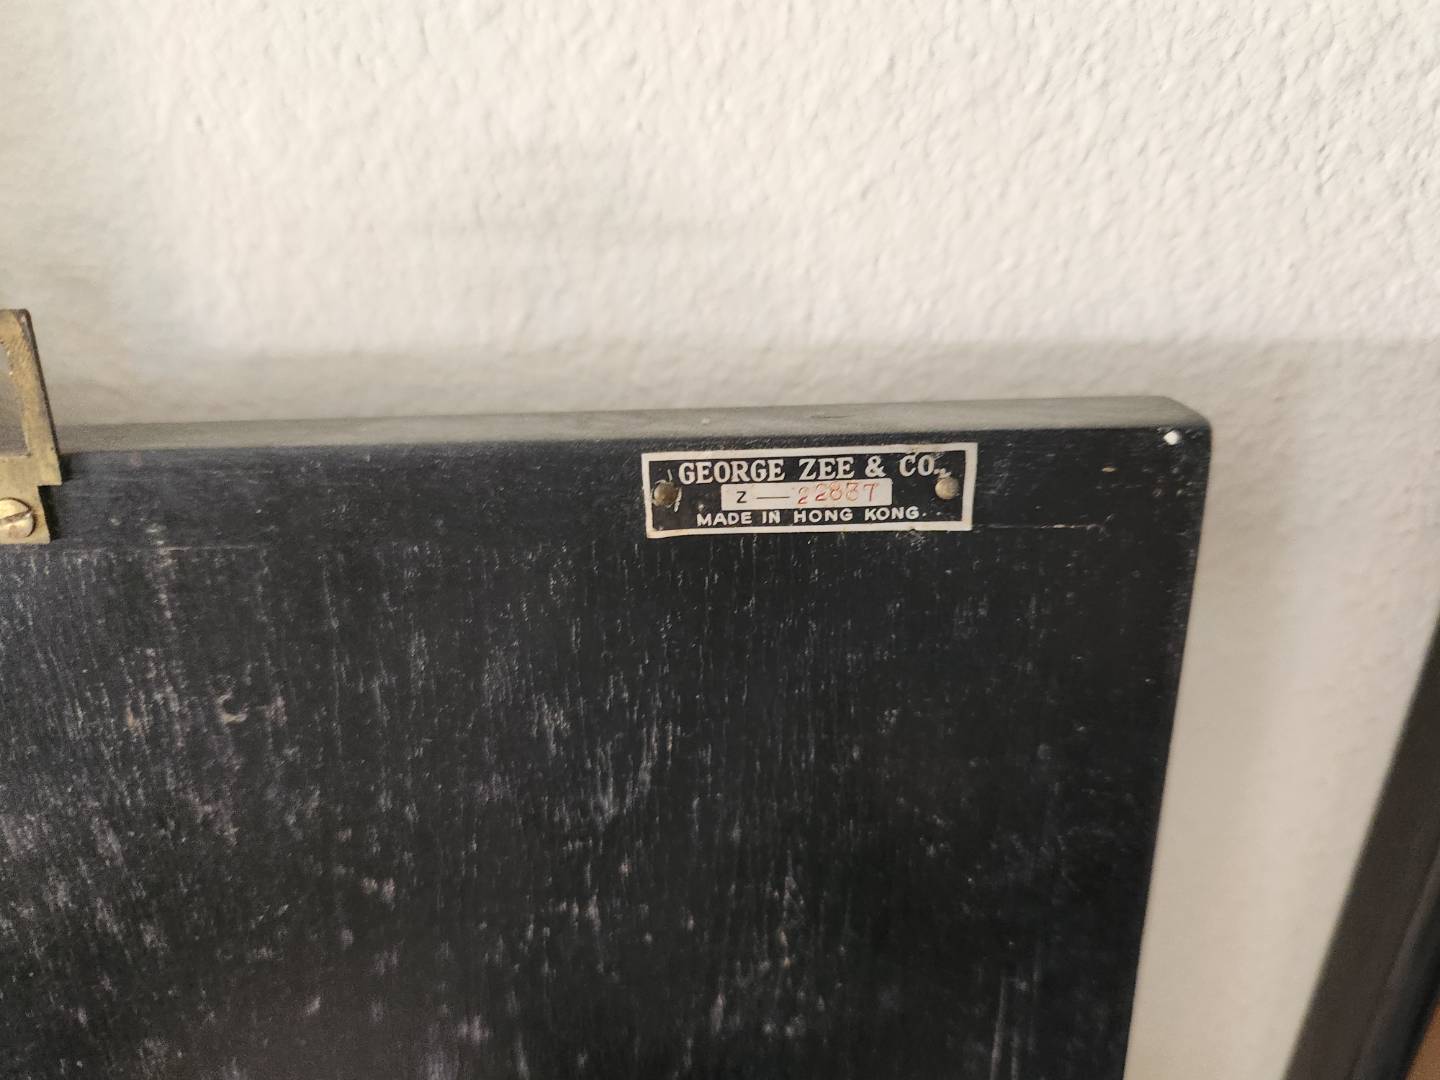 GEORGE ZEE & CO.
Z — 22887
MADE IN HONG KONG.